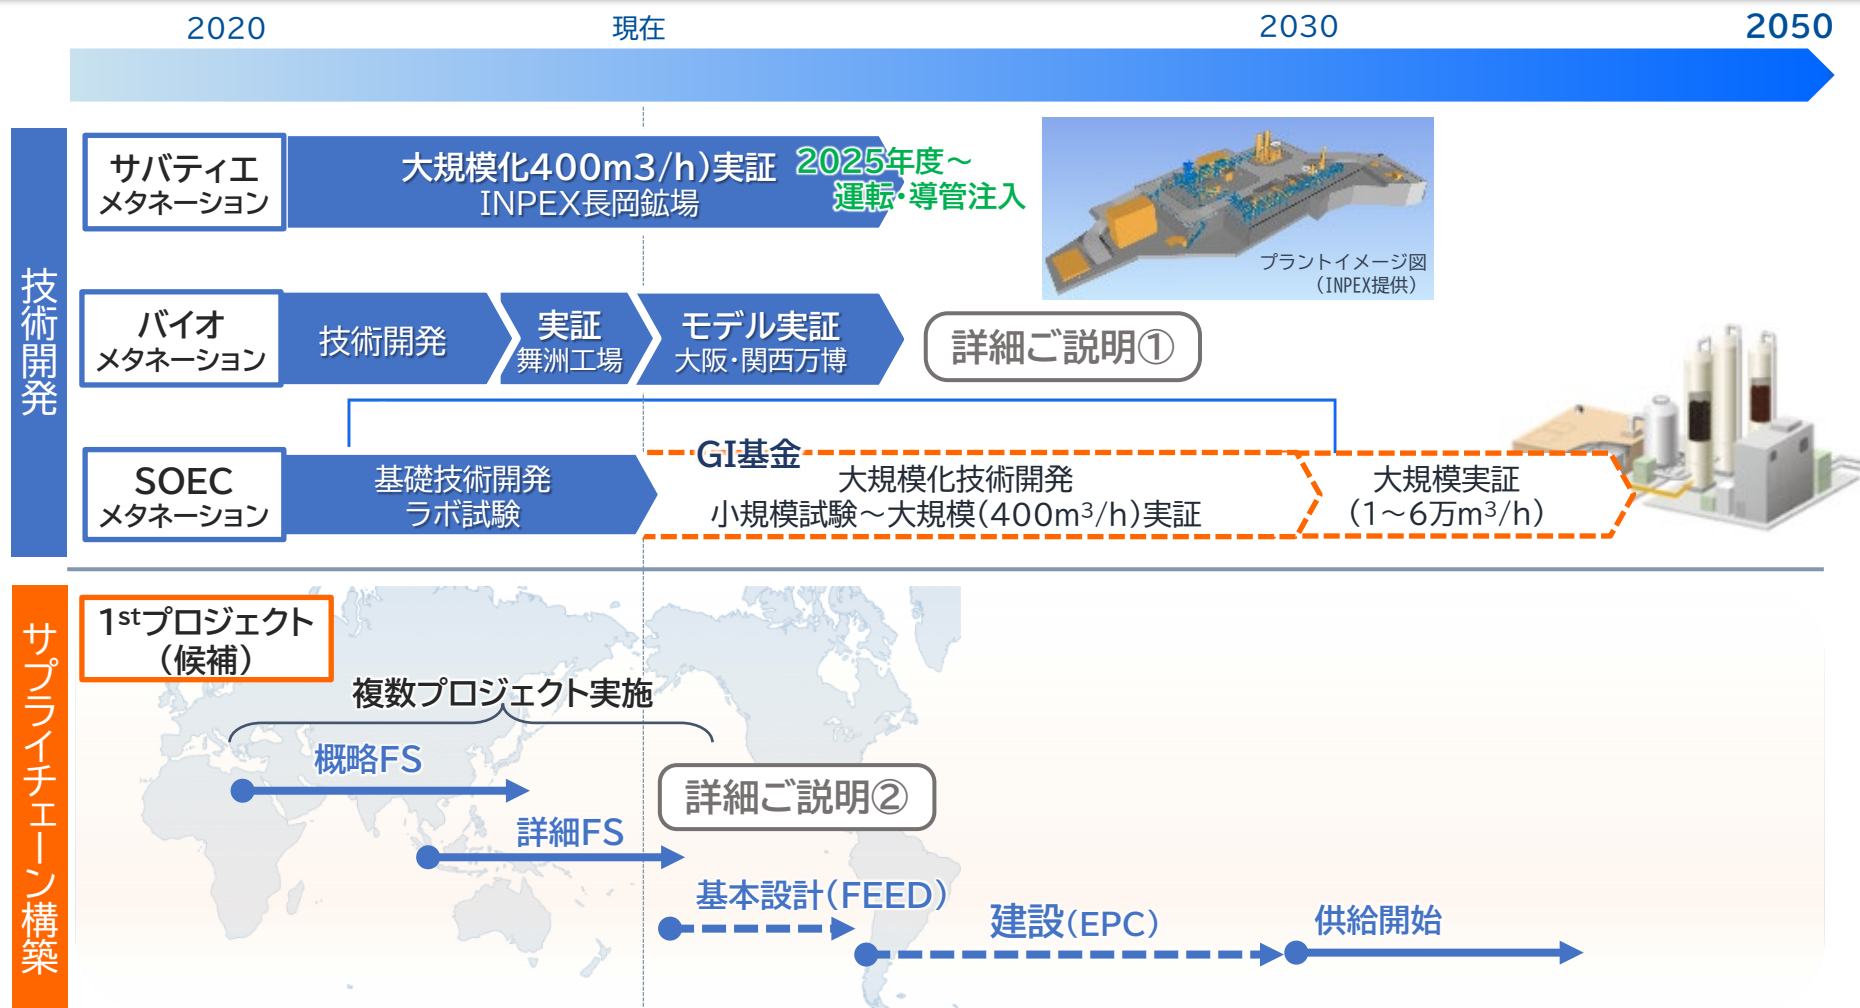 2020
現在
2030
2050
技術開発
サバティエ
メタネーション
大規模化400m3/h)実証
INPEX長岡鉱場
2025年度～
運転・導管注入
プラントイメージ図
(INPEX提供)
バイオ
メタネーション
技術開発
実証
舞洲工場
モデル実証
大阪・関西万博
詳細ご説明①
SOEC
メタネーション
基礎技術開発
ラボ試験
GI基金
大規模化技術開発
小規模試験～大規模(400m³/h)実証
大規模実証
(1～6万m³/h)
サプライチェーン構築
1stプロジェクト
(候補)
複数プロジェクト実施
概略FS
詳細ご説明②
詳細FS
基本設計(FEED)
建設(EPC)
供給開始